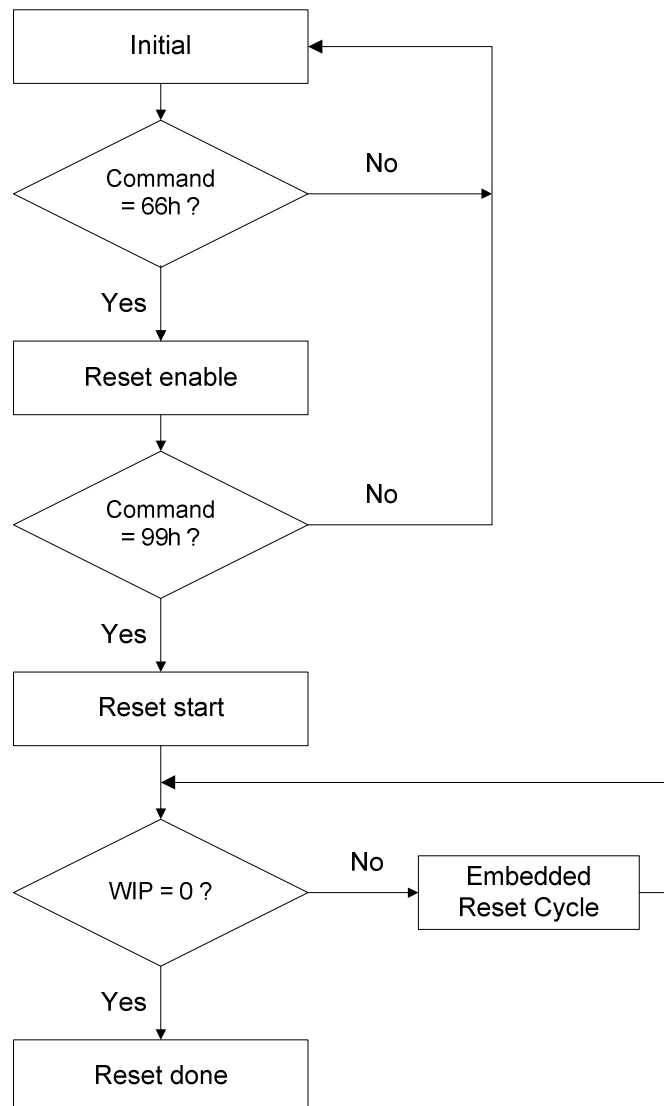 Initial
Command
= 66h ?
No
Yes
Reset enable
Command
= 99h ?
No
Yes
Reset start
WIP = 0 ?
No
Embedded
Reset Cycle
Yes
Reset done